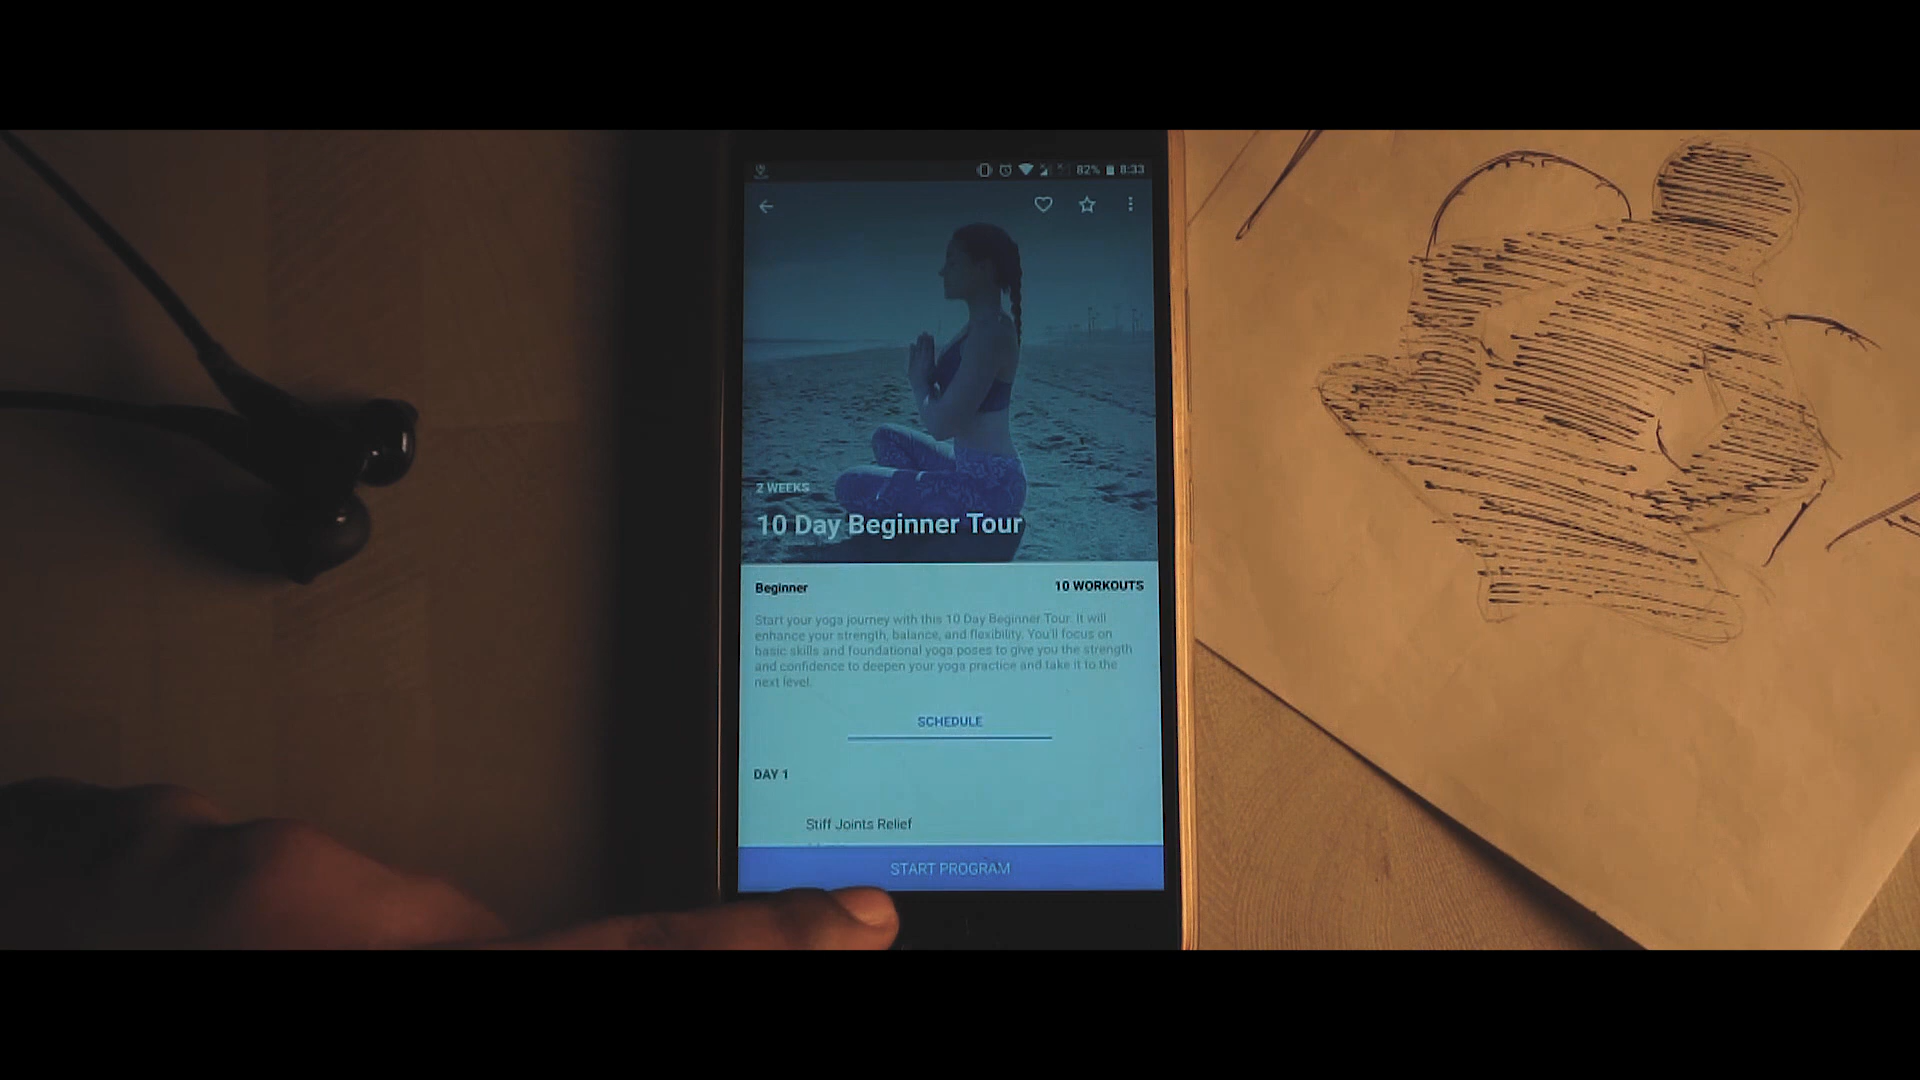 82% 8:33
2 WEEKS
10 Day Beginner Tour
Beginner 10 WORKOUTS
Start your yoga journey with this 10 Day Beginner Tour. It will
enhance your strength, balance, and flexibility. You'll focus on
basic skills and foundational yoga poses to give you the strength
and confidence to deepen your yoga practice and take it to the
next level.
SCHEDULE
DAY 1
Stiff Joints Relief
START PROGRAM